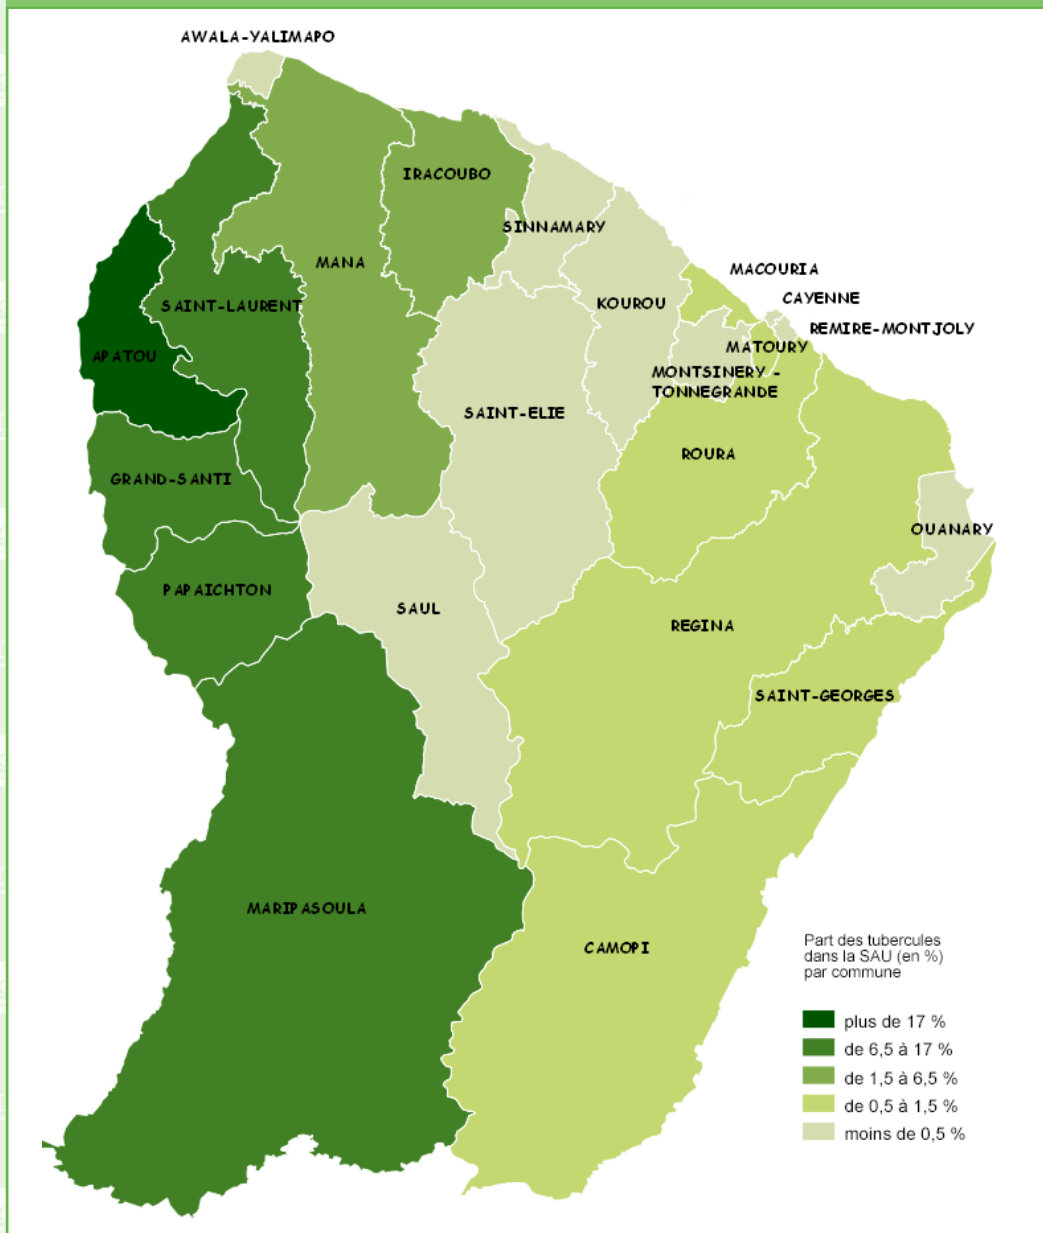 AWALA-YALIMAPO
IRACOUBO
SINNAMARY
MANA
MACOURIA
CAYENNE
SAINT-LAURENT
KOUROU
REMIRE-MONTJOLY
MATOURY
APATOU
MONTSINERY -
TONNEGRANDE
SAINT-ELIE
ROURA
GRAND-SANTI
OUANARY
PAPAICHTON
SAUL
REGINA
SAINT-GEORGES
MARIPASOULA
CAMOPI
Part des tubercules
dans la SAU (en %)
par commune
plus de 17 %
de 6,5 à 17 %
de 1,5 à 6,5 %
de 0,5 à 1,5 %
moins de 0,5 %